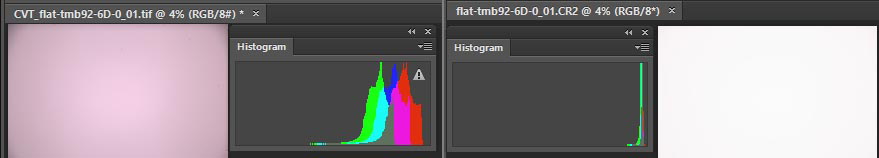 CVT_flat-tmb92-6D-0_01.tif @ 4% (RGB/8#) * ×
flat-tmb92-6D-0_01.CR2 @ 4% (RGB/8*) ×
Histogram
Histogram